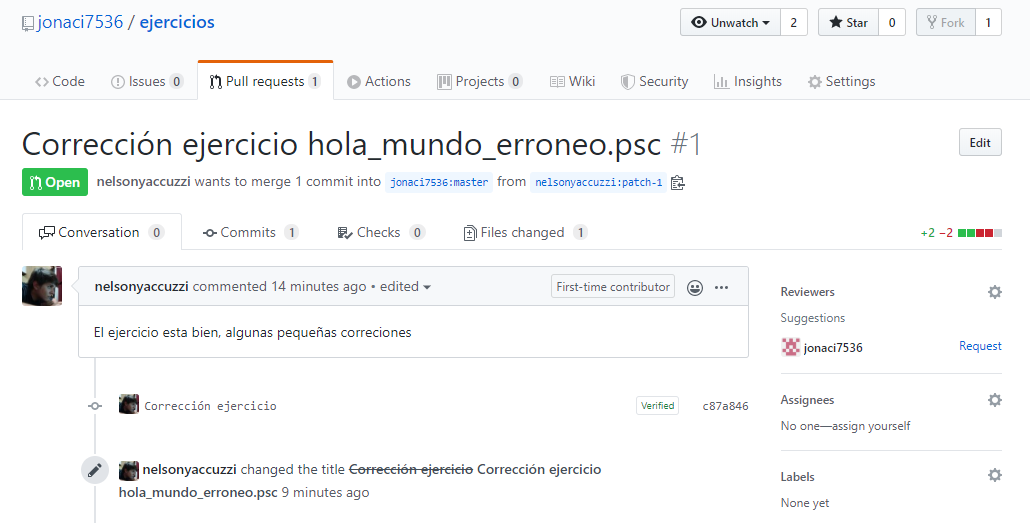 jonaci7536 / ejercicios
Unwatch 2
Star 0
Fork 1
Code
Issues 0
Pull requests 1
Actions
Projects 0
Wiki
Security
Insights
Settings
Corrección ejercicio hola_mundo_erroneo.psc #1
Edit
Open nelsonyaccuzzi wants to merge 1 commit into jonaci7536:master from nelsonyaccuzzi:patch-1
Conversation 0
Commits 1
Checks 0
Files changed 1
+2 −2
nelsonyaccuzzi commented 14 minutes ago • edited
First-time contributor
El ejercicio esta bien, algunas pequeñas correciones
Corrección ejercicio
Verified
c87a846
nelsonyaccuzzi changed the title Corrección ejercicio Corrección ejercicio
hola_mundo_erroneo.psc 9 minutes ago
Reviewers
Suggestions
jonaci7536
Request
Assignees
No one—assign yourself
Labels
None yet